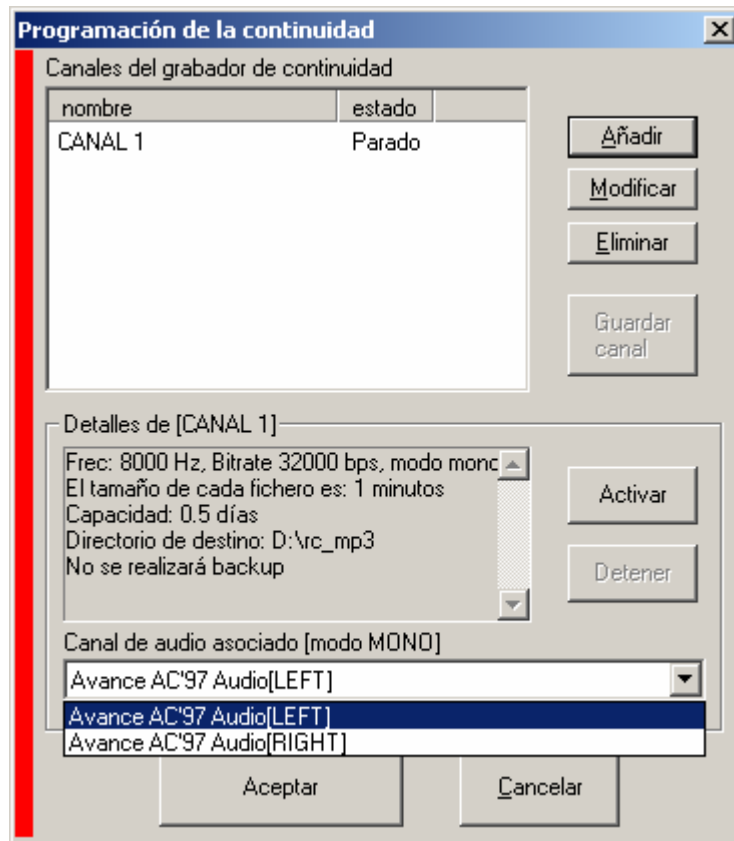 Programación de la continuidad
Canales del grabador de continuidad
nombre estado
CANAL 1 Parado
Añadir
Modificar
Eliminar
Guardar
canal
Detalles de [CANAL 1]
Frec: 8000 Hz, Bitrate 32000 bps, modo mono
El tamaño de cada fichero es: 1 minutos
Capacidad: 0.5 días
Directorio de destino: D:\rc_mp3
No se realizará backup
Activar
Detener
Canal de audio asociado [modo MONO]
Avance AC'97 Audio[LEFT]
Avance AC'97 Audio[LEFT]
Avance AC'97 Audio[RIGHT]
Aceptar
Cancelar